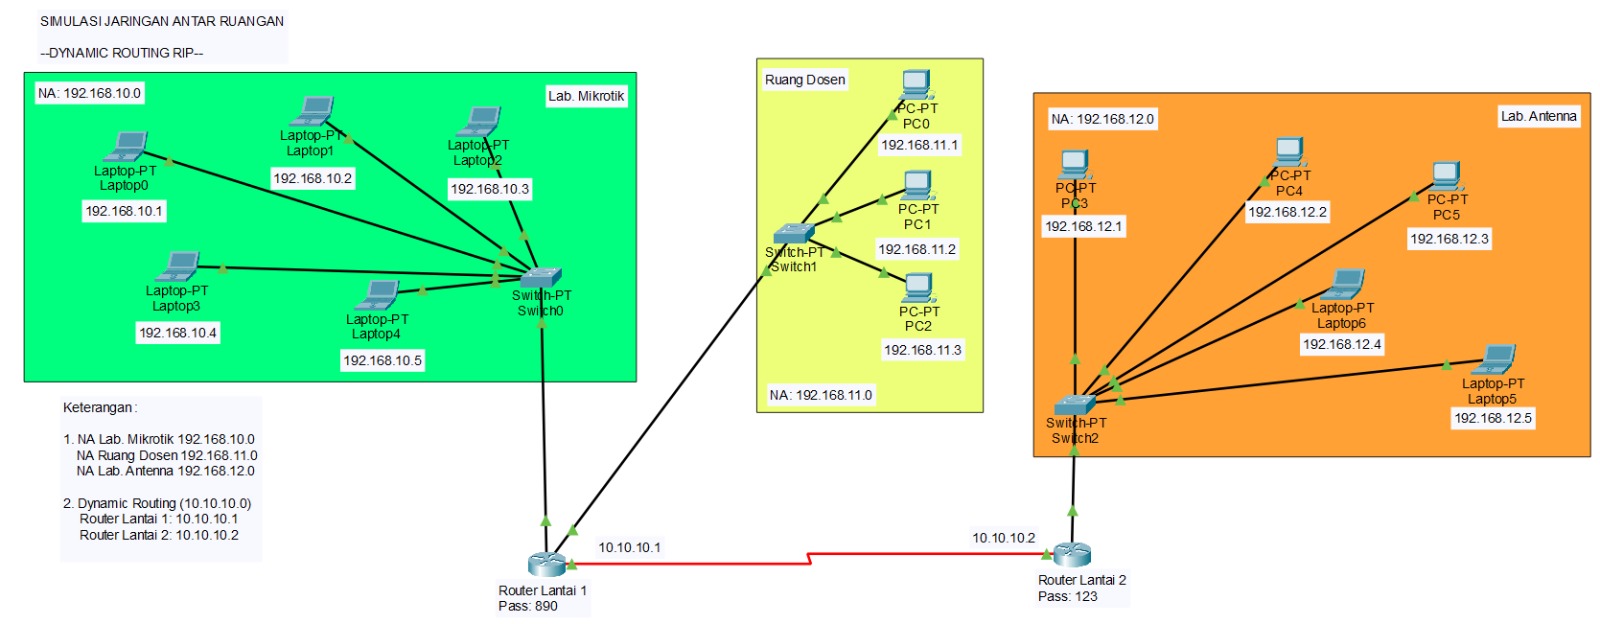 SIMULASI JARINGAN ANTAR RUANGAN
--DYNAMIC ROUTING RIP--
NA: 192.168.10.0
Lab. Mikrotik
Laptop-PT
Laptop0
192.168.10.1
Laptop-PT
Laptop1
192.168.10.2
Laptop-PT
Laptop2
192.168.10.3
Laptop-PT
Laptop3
192.168.10.4
Laptop-PT
Laptop4
192.168.10.5
Switch-PT
Switch0
Ruang Dosen
PC-PT
PC0
192.168.11.1
PC-PT
PC1
192.168.11.2
PC-PT
PC2
192.168.11.3
Switch-PT
Switch1
NA: 192.168.11.0
NA: 192.168.12.0
Lab. Antenna
PC-PT
PC3
192.168.12.1
PC-PT
PC4
192.168.12.2
PC-PT
PC5
192.168.12.3
Laptop-PT
Laptop6
192.168.12.4
Laptop-PT
Laptop5
192.168.12.5
Switch-PT
Switch2
Keterangan :
1. NA Lab. Mikrotik 192.168.10.0
NA Ruang Dosen 192.168.11.0
NA Lab. Antenna 192.168.12.0
2. Dynamic Routing (10.10.10.0)
Router Lantai 1: 10.10.10.1
Router Lantai 2: 10.10.10.2
10.10.10.1
10.10.10.2
Router Lantai 1
Pass: 890
Router Lantai 2
Pass: 123